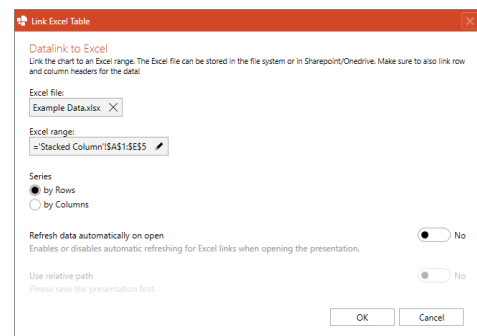 Link Excel Table
Datalink to Excel
Link the chart to an Excel range. The Excel file can be stored in the file system or in Sharepoint/Onedrive. Make sure to also link row
and column headers for the data!
Excel file:
Example Data.xlsx
Excel range:
='Stacked Column'!$A$1:$E$5
Series
by Rows
by Columns
Refresh data automatically on open
No
Enables or disables automatic refreshing for Excel links when opening the presentation.
Use relative path
No
Please save the presentation first.
OK
Cancel